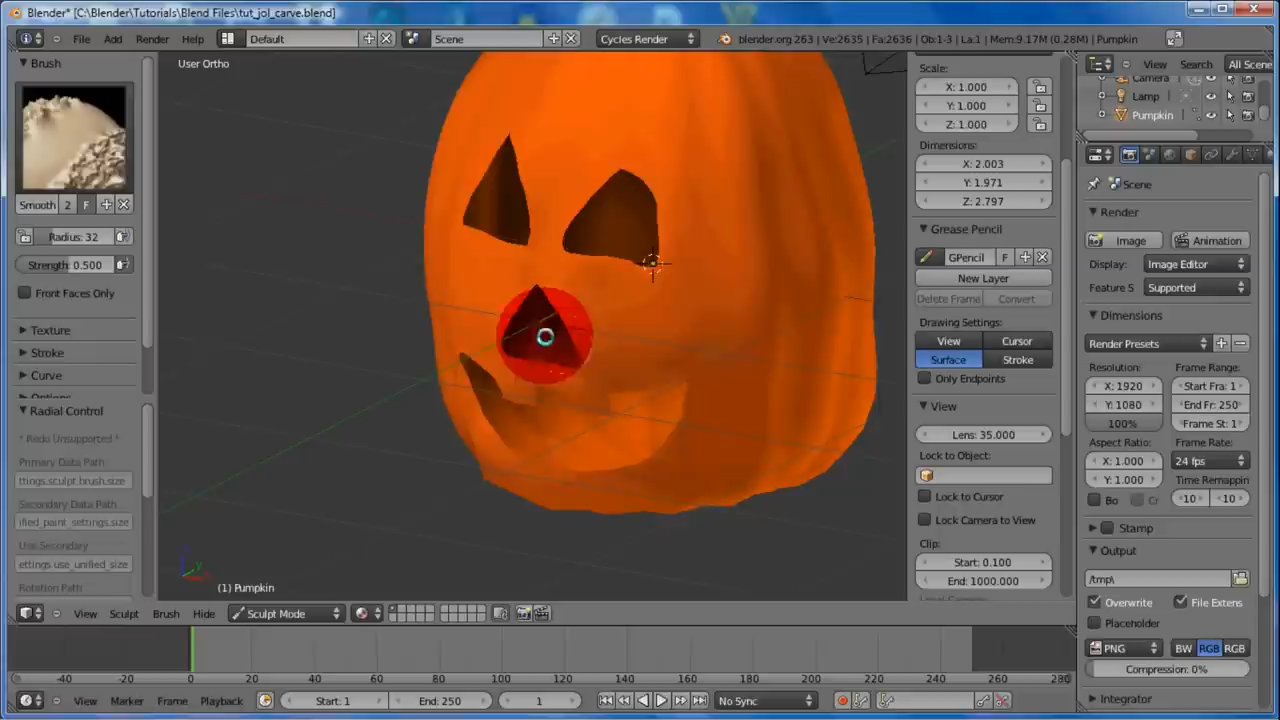 Blender* [C:\Blender\Tutorials\Blend Files\tut_jol_carve.blend]
File Add Render Help Default Scene Cycles Render blender.org 263 | Ve:2635 | Fa:2636 | Ob:1-3 | La:1 | Mem:9.17M (0.28M) | Pumpkin
Brush
Smooth 2 F
Radius: 32
Strength: 0.500
Front Faces Only
Texture
Stroke
Curve
Options
Radial Control
* Redo Unsupported *
Primary Data Path
ttings.sculpt.brush.size
Secondary Data Path
ified_paint_settings.size
Use Secondary
ettings.use_unified_size
Rotation Path
User Ortho
(1) Pumpkin
Scale:
X: 1.000
Y: 1.000
Z: 1.000
Dimensions:
X: 2.003
Y: 1.971
Z: 2.797
Grease Pencil
GPencil F
New Layer
Delete Frame Convert
Drawing Settings:
View Cursor
Surface Stroke
Only Endpoints
View
Lens: 35.000
Lock to Object:
Lock to Cursor
Lock Camera to View
Clip:
Start: 0.100
End: 1000.000
View Search All Scene
Camera
Lamp
Pumpkin
Scene
Render
Image Animation
Display: Image Editor
Feature S Supported
Dimensions
Render Presets
Resolution: Frame Range:
X: 1920 Start Fra: 1
Y: 1080 End Fr: 250
100% Frame St: 1
Aspect Ratio: Frame Rate:
X: 1.000 24 fps
Y: 1.000 Time Remappin
Bo Cr 10 10
Stamp
Output
/tmp\
Overwrite File Extens
Placeholder
PNG BW RGB RGB
Compression: 0%
Integrator
View Sculpt Brush Hide Sculpt Mode
-40 -20 0 20 40 60 80 100 120 140 160 180 200 220 240 260 280
View Marker Frame Playback Start: 1 End: 250 1 No Sync